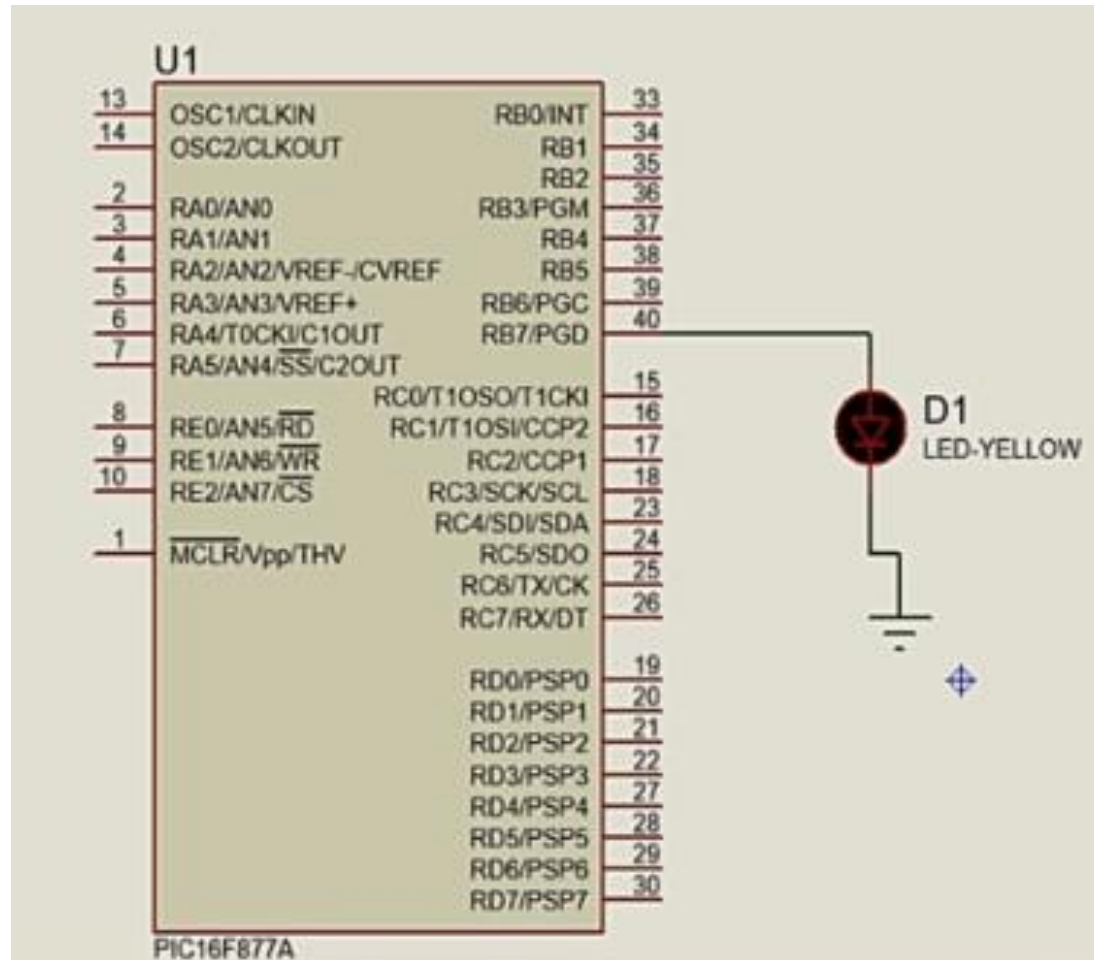 U1
13
OSC1/CLKIN
14
OSC2/CLKOUT
2
RA0/AN0
3
RA1/AN1
4
RA2/AN2/VREF-/CVREF
5
RA3/AN3/VREF+
6
RA4/T0CKI/C1OUT
7
RA5/AN4/SS/C2OUT
8
RE0/AN5/RD
9
RE1/AN6/WR
10
RE2/AN7/CS
1
MCLR/Vpp/THV
RB0/INT
33
RB1
34
RB2
35
RB3/PGM
36
RB4
37
RB5
38
RB6/PGC
39
RB7/PGD
40
RC0/T1OSO/T1CKI
15
RC1/T1OSI/CCP2
16
RC2/CCP1
17
RC3/SCK/SCL
18
RC4/SDI/SDA
23
RC5/SDO
24
RC6/TX/CK
25
RC7/RX/DT
26
RD0/PSP0
19
RD1/PSP1
20
RD2/PSP2
21
RD3/PSP3
22
RD4/PSP4
27
RD5/PSP5
28
RD6/PSP6
29
RD7/PSP7
30
PIC16F877A
D1
LED-YELLOW